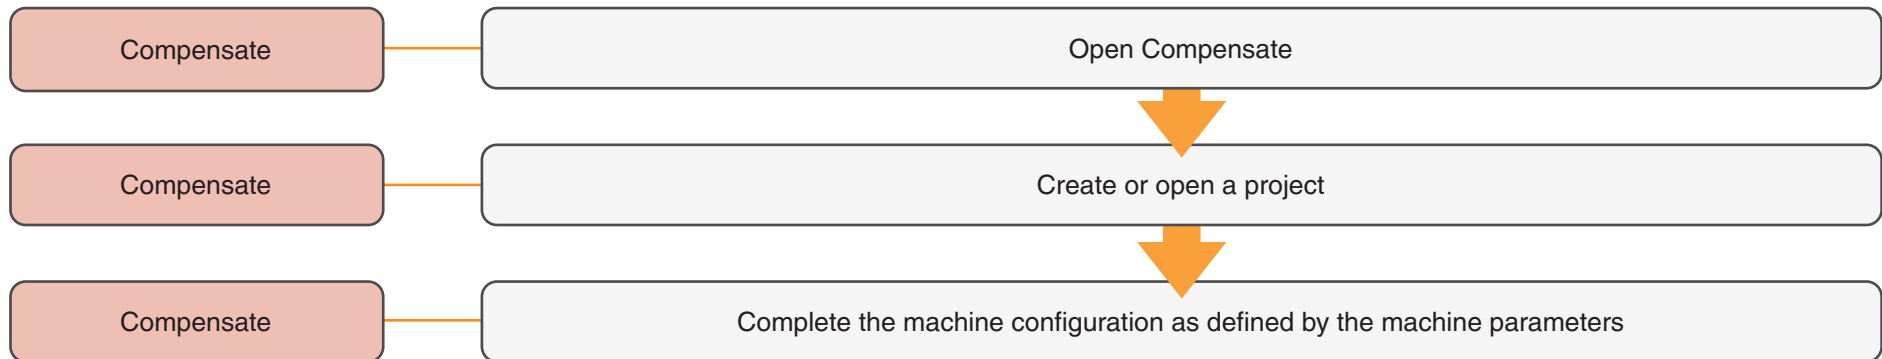 Compensate
Open Compensate
Compensate
Create or open a project
Compensate
Complete the machine configuration as defined by the machine parameters